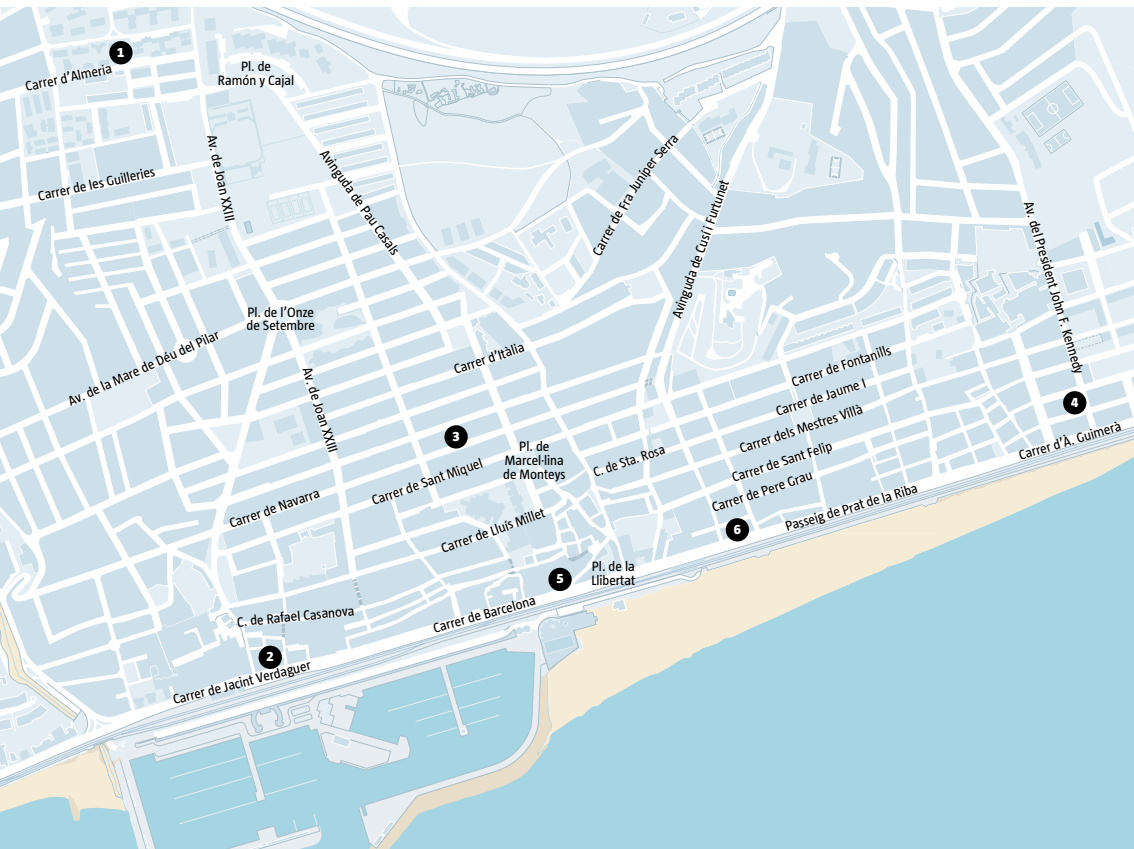 1
Carrer d'Almeria
Pl. de
Ramón y Cajal
Av. de Joan XXIII
Avinguda de Pau Casals
Carrer de les Guilleries
Carrer de Fra Juníper Serra
Avinguda de Cusí i Furtunet
Av. del President John F. Kennedy
Pl. de l'Onze
de Setembre
Av. de la Mare de Déu del Pilar
Av. de Joan XXIII
Carrer d'Itàlia
Carrer de Fontanills
Carrer de Jaume I
4
Carrer dels Mestres Villà
3
Carrer d'À. Guimerà
Pl. de
Marcel·lina
de Monteys
C. de Sta. Rosa
Carrer de Sant Felip
Carrer de Sant Miquel
Carrer de Pere Grau
Carrer de Navarra
Passeig de Prat de la Riba
Carrer de Lluís Millet
6
5
Pl. de la
Llibertat
C. de Rafael Casanova
Carrer de Barcelona
2
Carrer de Jacint Verdaguer